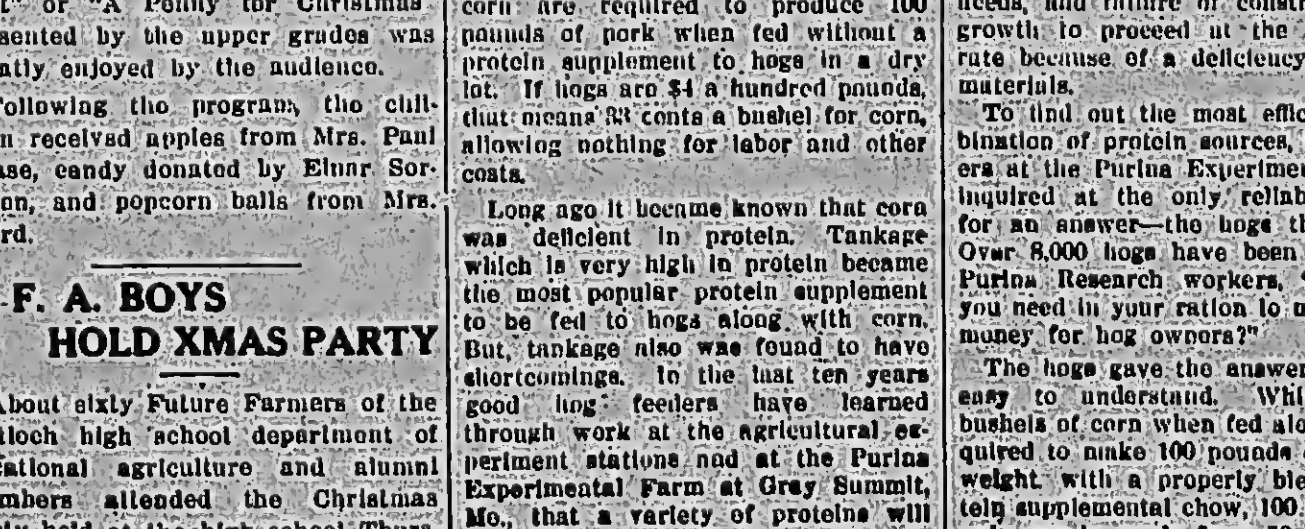 " or "A Penny for Christmas
sented by the upper grades was
atly enjoyed by the audience.
ollowing the program, the chil-
n received apples from Mrs. Paul
ase, candy donated by Einar Sor-
on, and popcorn balls from Mrs.
rd.
F. A. BOYS
HOLD XMAS PARTY
About sixty Future Farmers of the
lloch high school department of
ational agriculture and alumni
mbers attended the Christmas
held at the high school
corn are required to produce 100
pounds of pork when fed without a
protein supplement to hogs in a dry
lot. If hogs are $4 a hundred pounds,
that means 33 cents a bushel for corn,
allowing nothing for labor and other
costs.
Long ago it became known that corn
was deficient in protein. Tankage
which is very high in protein became
the most popular protein supplement
to be fed to hogs along with corn.
But, tankage also was found to have
shortcomings. In the last ten years
good hog feeders have learned
through work at the agricultural ex-
periment stations and at the Purina
Experimental Farm at Gray Summit,
Mo., that a variety of proteins will
needs, and failure of
growth to proceed at the
rate because of a deficiency
materials.
To find out the most effic
bination of protein sources,
ers at the Purina Experimen
inquired at the only reliab
for an answer—the hogs th
Over 8,000 hogs have been
Purina Research workers,
you need in your ration to m
money for hog owners?"
The hogs gave the answer
easy to understand. Whi
bushels of corn when fed alo
quired to make 100 pounds
weight, with a properly ble
tein supplemental chow, 100